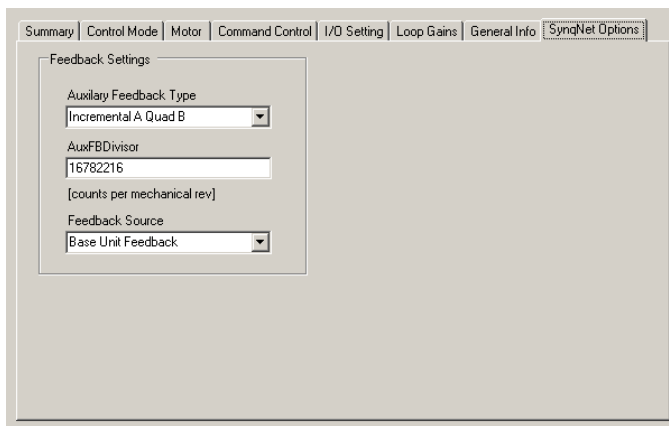 Summary Control Mode Motor Command Control I/O Setting Loop Gains General Info SynqNet Options
Feedback Settings
Auxilary Feedback Type
Incremental A Quad B
AuxFBDivisor
16782216
[counts per mechanical rev]
Feedback Source
Base Unit Feedback